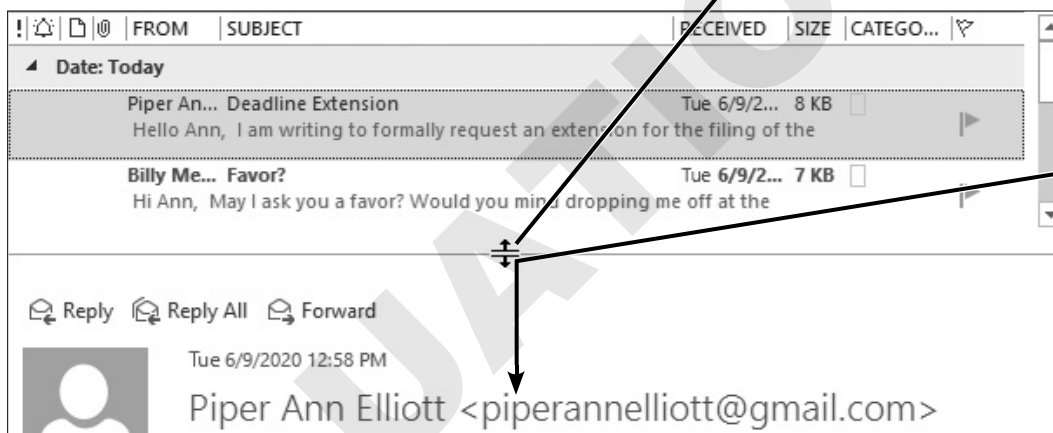 ! FROM SUBJECT RECEIVED SIZE CATEGO...
Date: Today
Piper An... Deadline Extension Tue 6/9/2... 8 KB
Hello Ann, I am writing to formally request an extension for the filing of the
Billy Me... Favor? Tue 6/9/2... 7 KB
Hi Ann, May I ask you a favor? Would you mind dropping me off at the
Reply Reply All Forward
Tue 6/9/2020 12:58 PM
Piper Ann Elliott <piperannelliott@gmail.com>
UATIO